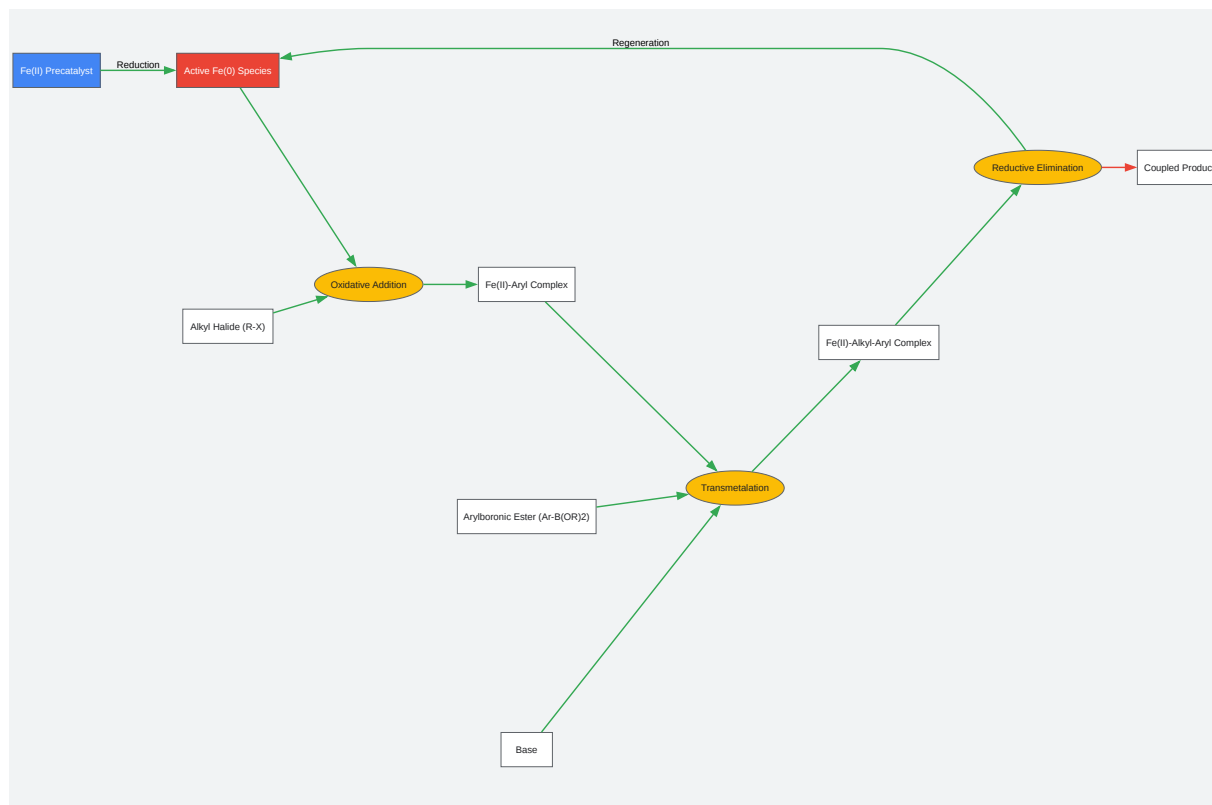 Regeneration
Fe(II) Precatalyst
Reduction
Active Fe(0) Species
Reductive Elimination
Coupled Produc
Oxidative Addition
Fe(II)-Aryl Complex
Alkyl Halide (R-X)
Fe(II)-Alkyl-Aryl Complex
Transmetalation
Arylboronic Ester (Ar-B(OR)2)
Base